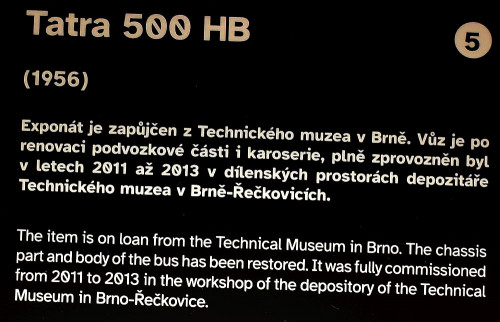 Tatra 500 HB
5
(1956)
Exponát je zapůjčen z Technického muzea v Brně. Vůz je po
renovaci podvozkové části i karoserie, plně zprovozněn byl
v letech 2011 až 2013 v dílenských prostorách depozitáře
Technického muzea v Brně-Řečkovicích.
The item is on loan from the Technical Museum in Brno. The chassis
part and body of the bus has been restored. It was fully commissioned
from 2011 to 2013 in the workshop of the depository of the Technical
Museum in Brno-Řečkovice.